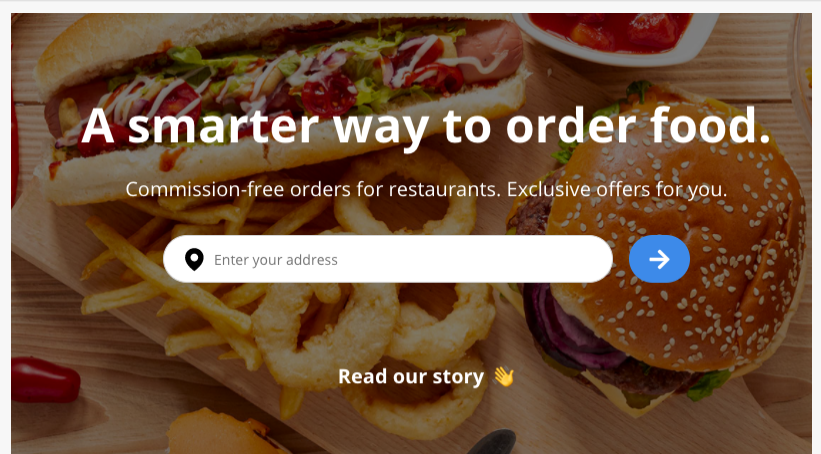 A smarter way to order food.
Commission-free orders for restaurants. Exclusive offers for you.
Enter your address
Read our story 👋